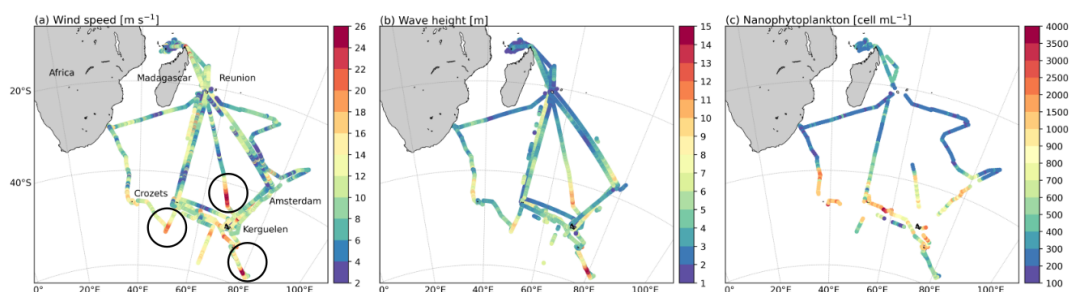 (a) Wind speed [m s⁻¹]
26
24
22
20
18
16
14
12
10
8
6
4
2
Africa
Madagascar
Reunion
20°S
40°S
Crozets
Amsterdam
Kerguelen
0°
20°E
40°E
60°E
80°E
100°E
(b) Wave height [m]
15
14
13
12
11
10
9
8
7
6
5
4
3
2
1
0°
20°E
40°E
60°E
80°E
100°E
(c) Nanophytoplankton [cell mL⁻¹]
4000
3500
3000
2500
2000
1500
1000
900
800
700
600
500
400
300
200
100
0°
20°E
40°E
60°E
80°E
100°E